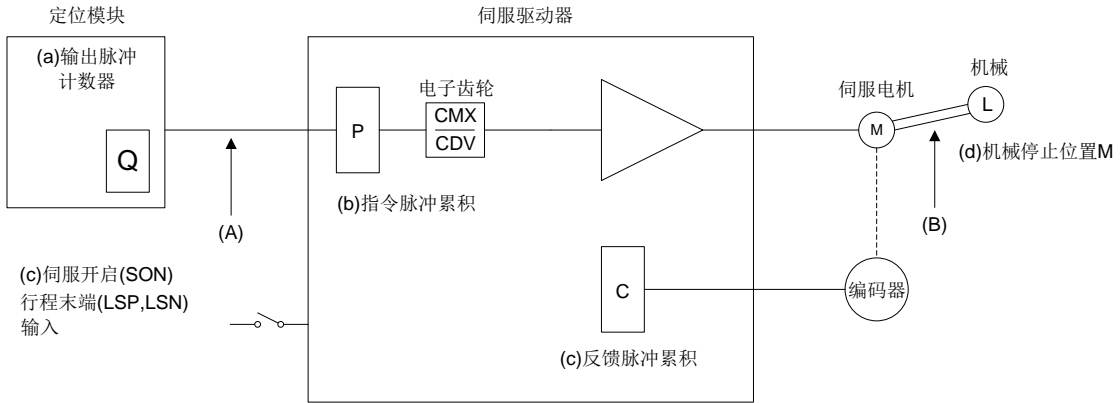 定位模块
伺服驱动器
(a)输出脉冲
计数器
Q
P
电子齿轮
CMX
CDV
伺服电机
M
机械
L
(d)机械停止位置M
(b)指令脉冲累积
(A)
(B)
(c)伺服开启(SON)
行程末端(LSP,LSN)
输入
C
编码器
(c)反馈脉冲累积